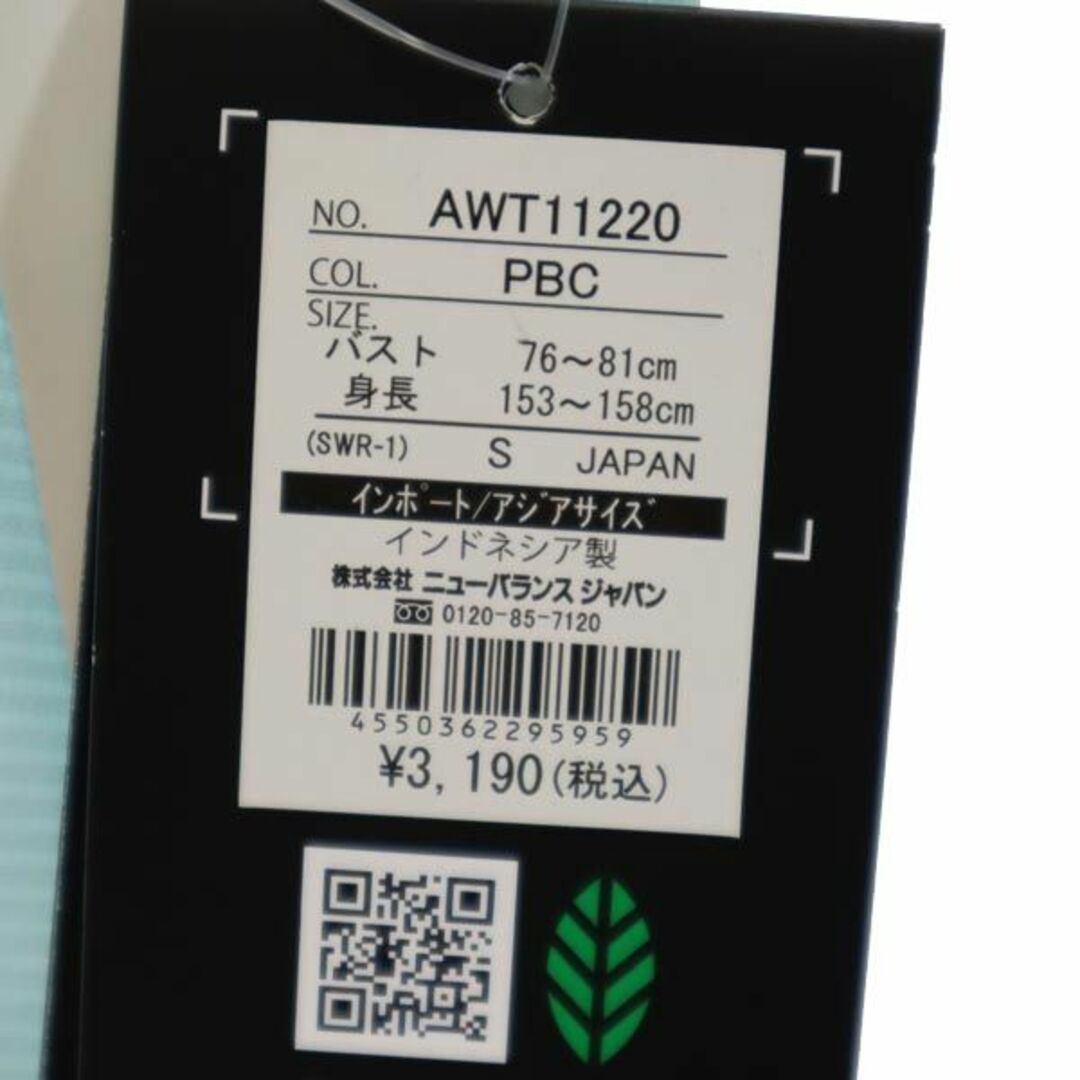 NO. AWT11220
COL. PBC
SIZE.
バスト 76～81cm
身長 153～158cm
(SWR-1) S JAPAN
インポート/アジアサイズ
インドネシア製
株式会社 ニューバランス ジャパン
0120-85-7120
4550362295959
¥3,190(税込)